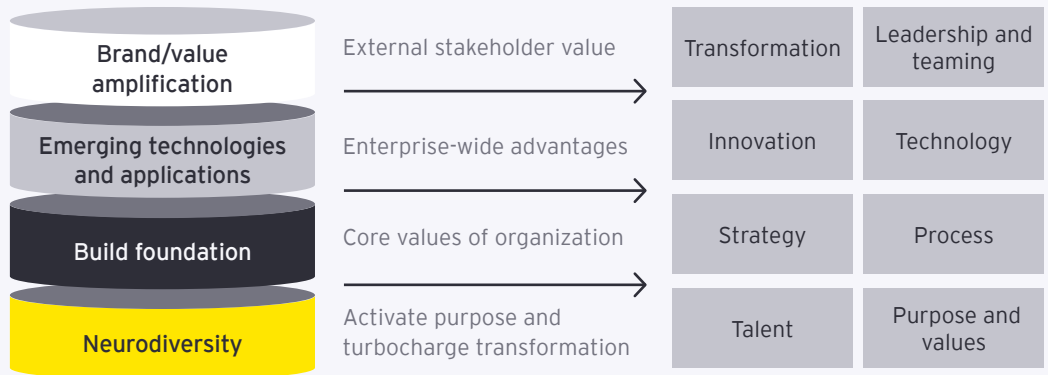 Brand/value
amplification
External stakeholder value
Transformation
Leadership and
teaming
Emerging technologies
and applications
Enterprise-wide advantages
Innovation
Technology
Build foundation
Core values of organization
Strategy
Process
Neurodiversity
Activate purpose and
turbocharge transformation
Talent
Purpose and
values